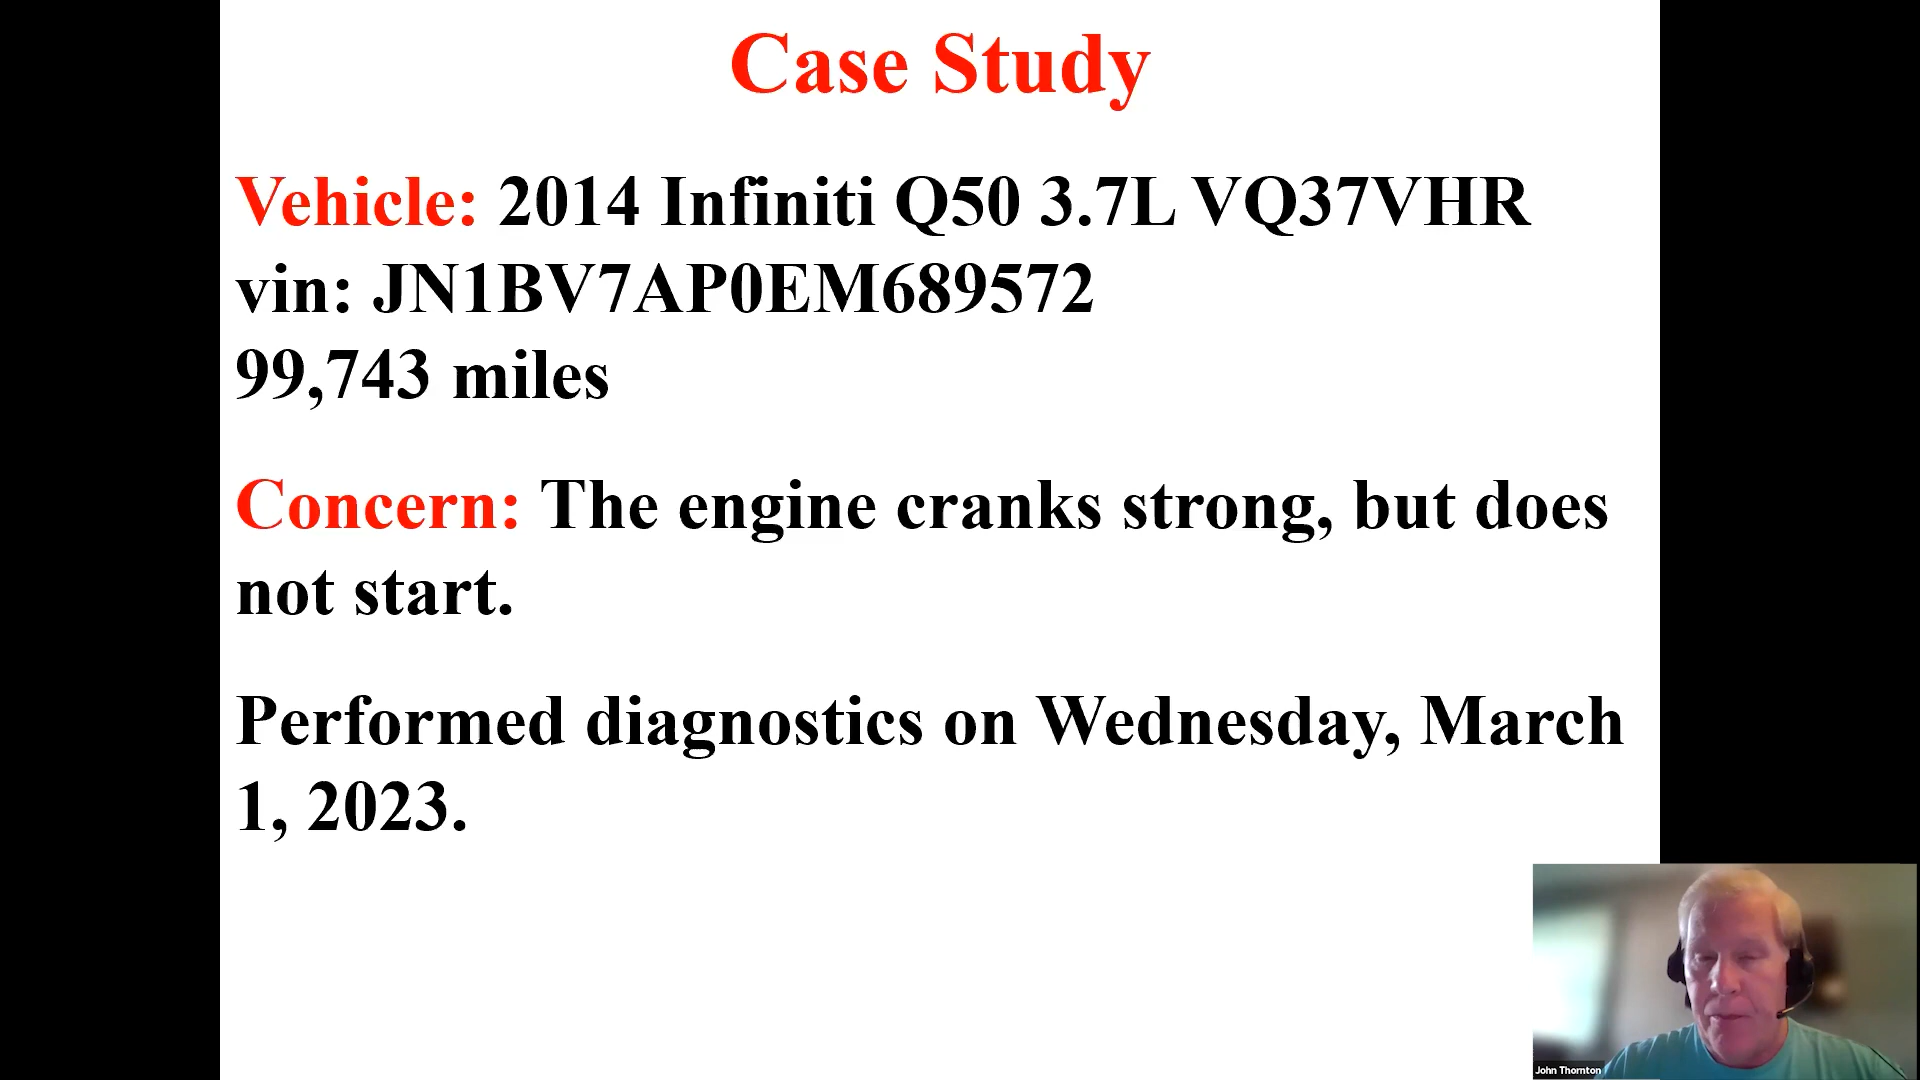 Case Study
Vehicle: 2014 Infiniti Q50 3.7L VQ37VHR
vin: JN1BV7AP0EM689572
99,743 miles
Concern: The engine cranks strong, but does
not start.
Performed diagnostics on Wednesday, March
1, 2023.
John Thornton